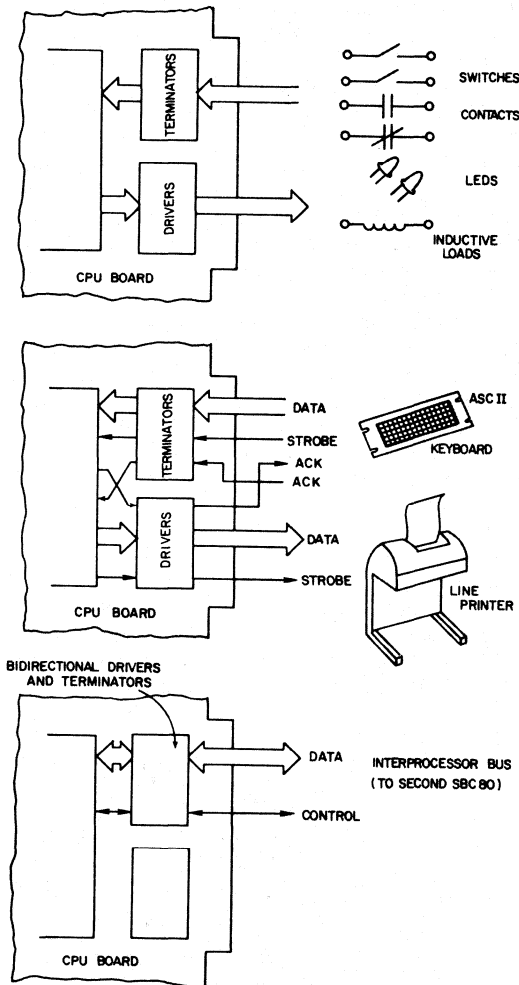 TERMINATORS
SWITCHES
CONTACTS
LEDS
DRIVERS
INDUCTIVE
LOADS
CPU BOARD
TERMINATORS
DATA
ASC II
STROBE
KEYBOARD
ACK
ACK
DRIVERS
DATA
STROBE
LINE
PRINTER
CPU BOARD
BIDIRECTIONAL DRIVERS
AND TERMINATORS
DATA
INTERPROCESSOR BUS
(TO SECOND SBC 80)
CONTROL
CPU BOARD